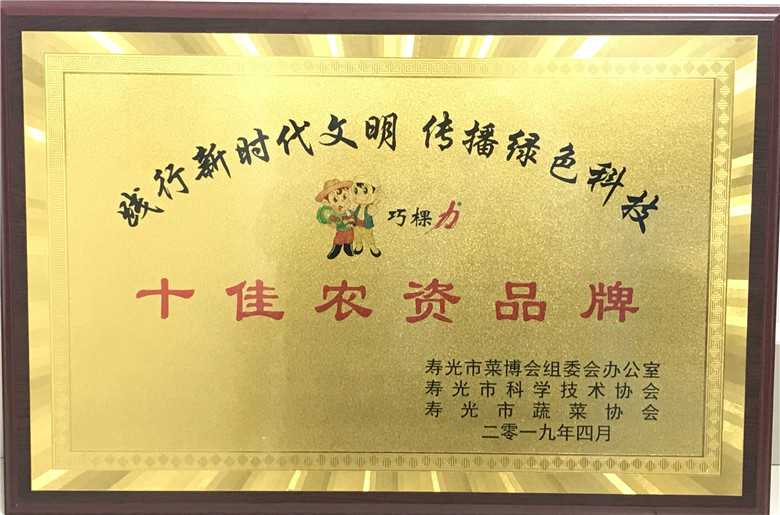 践行新时代文明 传播绿色科技
巧棵力
十佳农资品牌
寿光市菜博会组委会办公室
寿光市科学技术协会
寿光市蔬菜协会
二零一九年四月